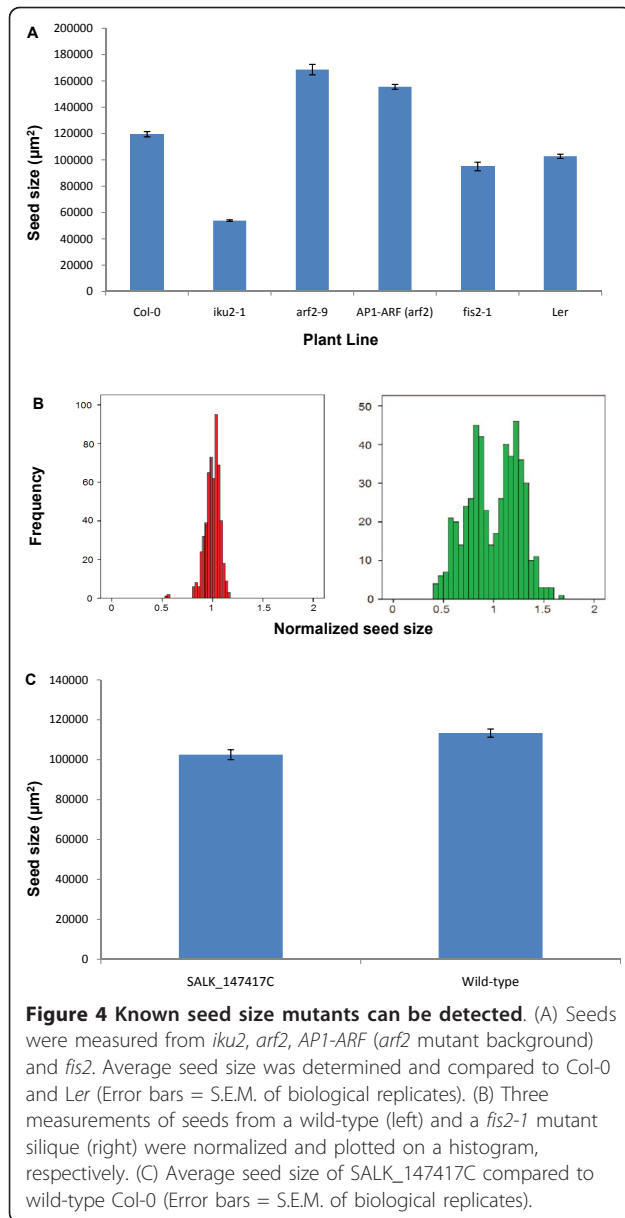 A
200000
180000
160000
140000
120000
100000
80000
60000
40000
20000
0
Seed size (µm²)
Col-0 iku2-1 arf2-9 AP1-ARF (arf2) fis2-1 Ler
Plant Line
B
100
80
60
40
20
0
Frequency
0 0.5 1 1.5 2
50
40
30
20
10
0
0 0.5 1 1.5 2
Normalized seed size
C
140000
120000
100000
80000
60000
40000
20000
0
Seed size (µm²)
SALK_147417C Wild-type
Figure 4 Known seed size mutants can be detected. (A) Seeds
were measured from iku2, arf2, AP1-ARF (arf2 mutant background)
and fis2. Average seed size was determined and compared to Col-0
and Ler (Error bars = S.E.M. of biological replicates). (B) Three
measurements of seeds from a wild-type (left) and a fis2-1 mutant
silique (right) were normalized and plotted on a histogram,
respectively. (C) Average seed size of SALK_147417C compared to
wild-type Col-0 (Error bars = S.E.M. of biological replicates).